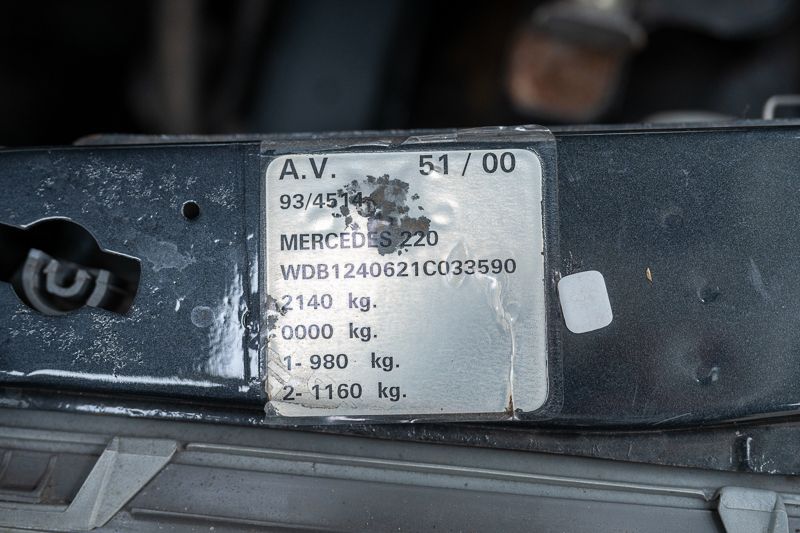 A.V. 51 / 00
93/4514
MERCEDES 220
WDB1240621C033590
2140 kg.
0000 kg.
1- 980 kg.
2- 1160 kg.